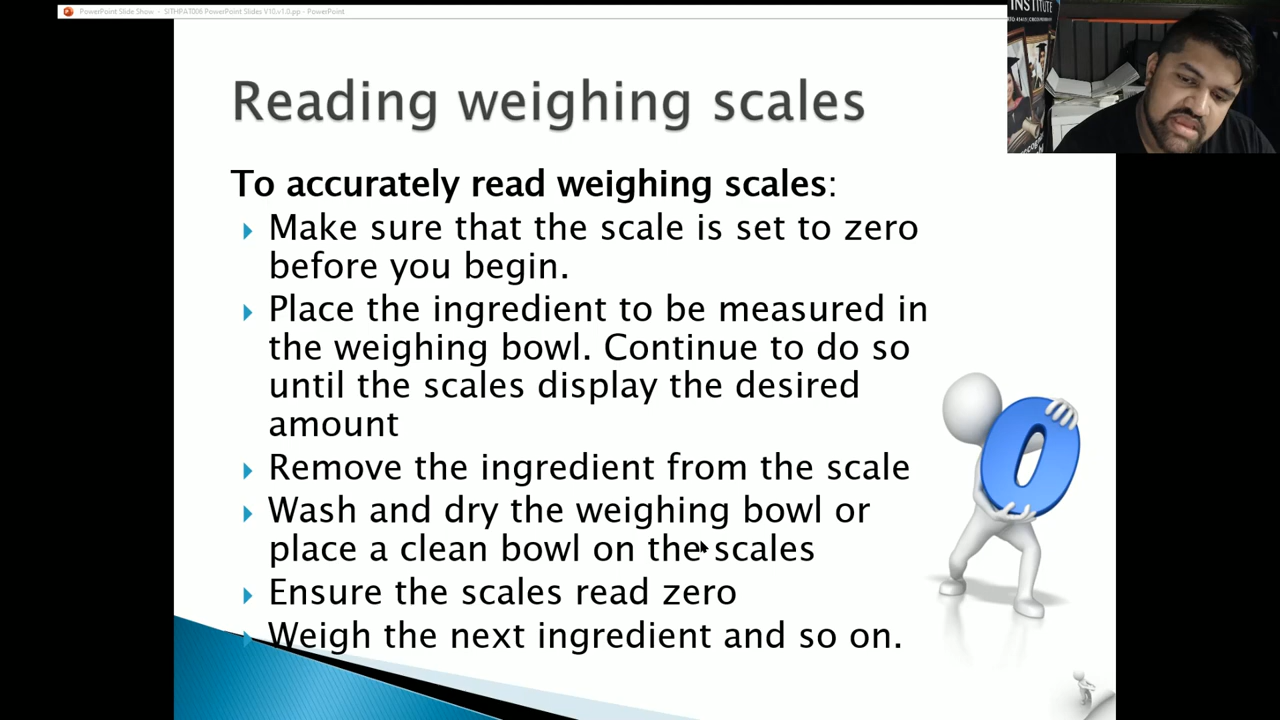 PowerPoint Slide Show - SITHPAT006 PowerPoint Slides V10.v1.0.pp - PowerPoint
INSTITUTE
Reading weighing scales
To accurately read weighing scales:
Make sure that the scale is set to zero
before you begin.
Place the ingredient to be measured in
the weighing bowl. Continue to do so
until the scales display the desired
amount
Remove the ingredient from the scale
Wash and dry the weighing bowl or
place a clean bowl on the scales
Ensure the scales read zero
Weigh the next ingredient and so on.
0